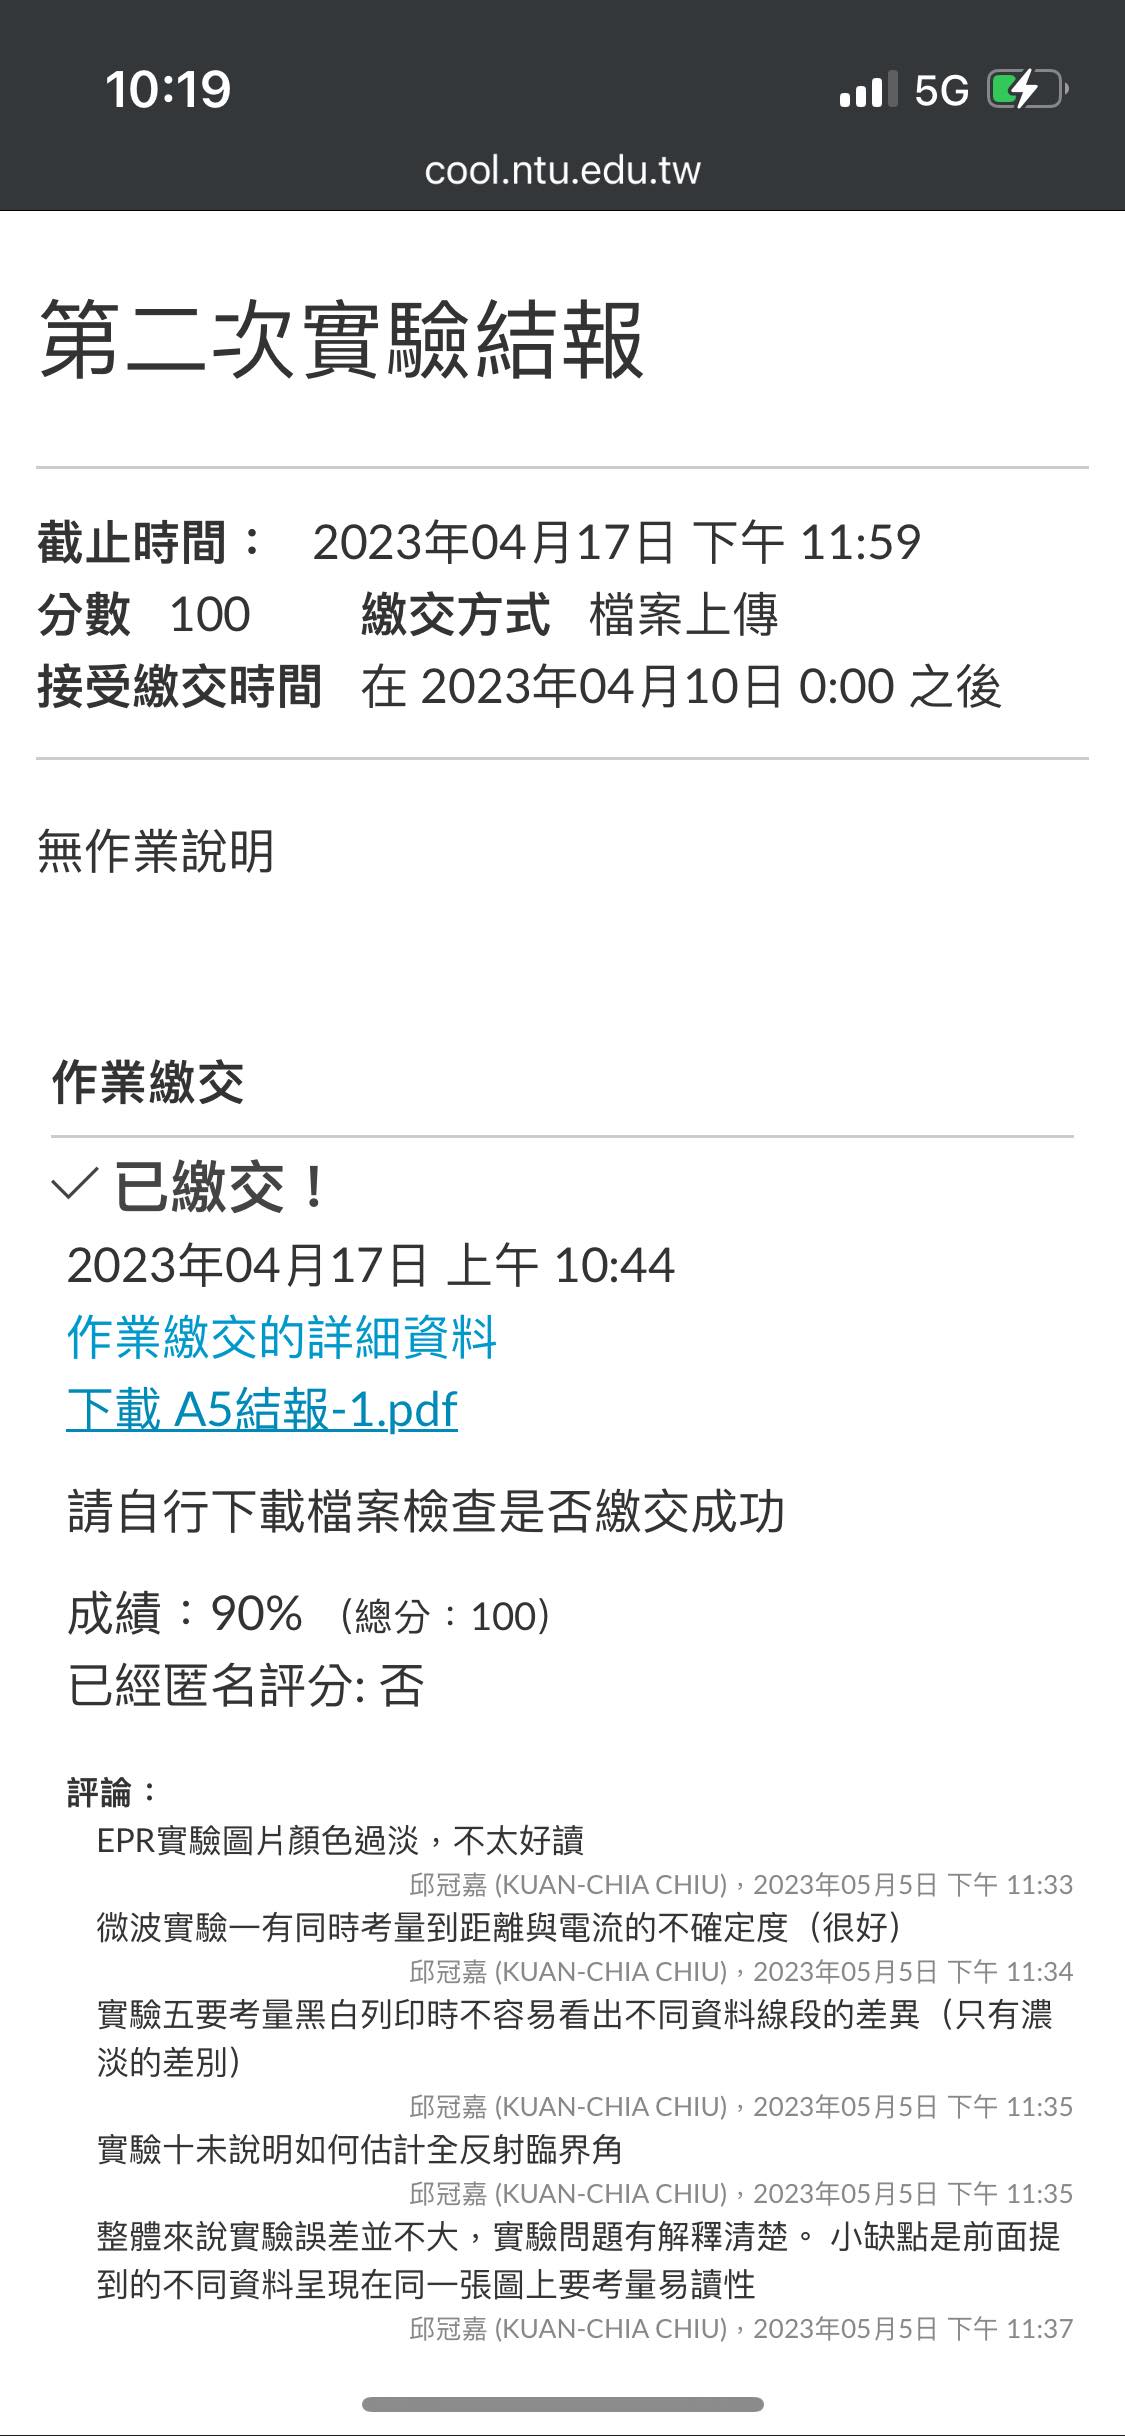 10:19
5G
cool.ntu.edu.tw
第二次實驗結報
截止時間： 2023年04月17日 下午 11:59
分數 100 繳交方式 檔案上傳
接受繳交時間 在 2023年04月10日 0:00 之後
無作業說明
作業繳交
已繳交！
2023年04月17日 上午 10:44
作業繳交的詳細資料
下載 A5結報-1.pdf
請自行下載檔案檢查是否繳交成功
成績：90% （總分：100）
已經匿名評分: 否
評論：
EPR實驗圖片顏色過淡，不太好讀
邱冠嘉 (KUAN-CHIA CHIU)，2023年05月5日 下午 11:33
微波實驗一有同時考量到距離與電流的不確定度（很好）
邱冠嘉 (KUAN-CHIA CHIU)，2023年05月5日 下午 11:34
實驗五要考量黑白列印時不容易看出不同資料線段的差異（只有濃
淡的差別）
邱冠嘉 (KUAN-CHIA CHIU)，2023年05月5日 下午 11:35
實驗十未說明如何估計全反射臨界角
邱冠嘉 (KUAN-CHIA CHIU)，2023年05月5日 下午 11:35
整體來說實驗誤差並不大，實驗問題有解釋清楚。 小缺點是前面提
到的不同資料呈現在同一張圖上要考量易讀性
邱冠嘉 (KUAN-CHIA CHIU)，2023年05月5日 下午 11:37